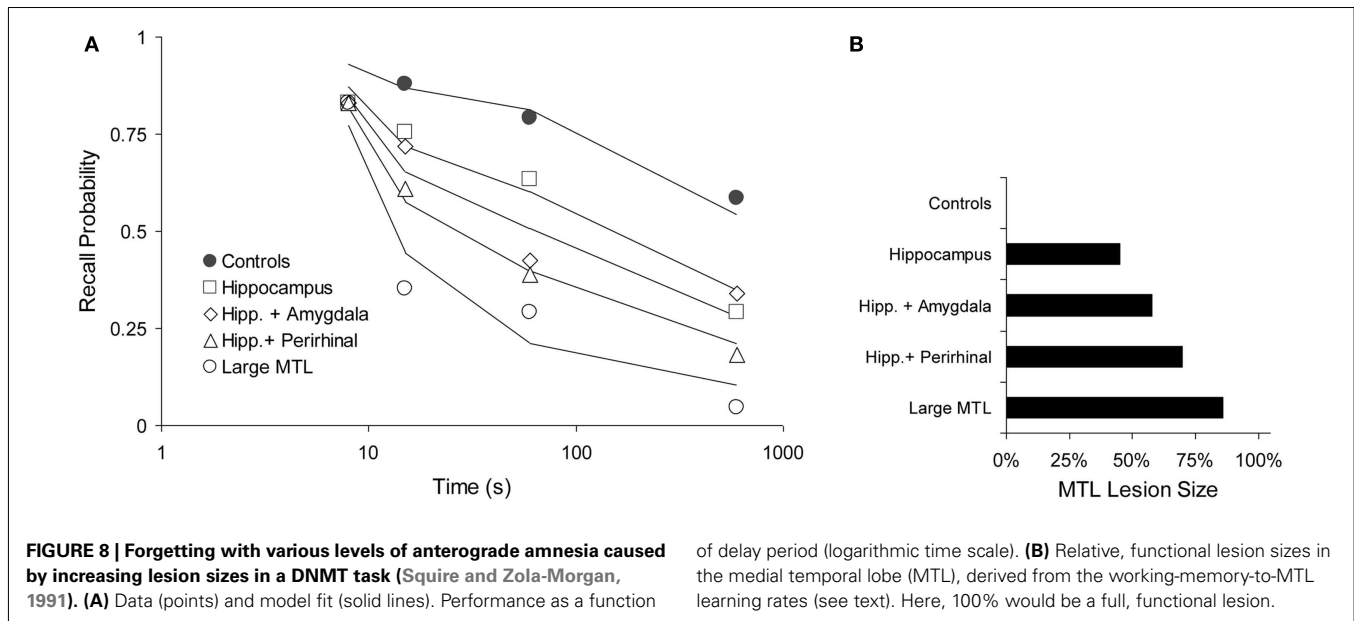 A
1
0.75
0.5
0.25
0
Recall Probability
Controls
Hippocampus
Hipp. + Amygdala
Hipp.+ Perirhinal
Large MTL
1
10
100
1000
Time (s)
B
Controls
Hippocampus
Hipp. + Amygdala
Hipp.+ Perirhinal
Large MTL
0%
25%
50%
75%
100%
MTL Lesion Size
FIGURE 8 | Forgetting with various levels of anterograde amnesia caused
by increasing lesion sizes in a DNMT task (Squire and Zola-Morgan,
1991). (A) Data (points) and model fit (solid lines). Performance as a function
of delay period (logarithmic time scale). (B) Relative, functional lesion sizes in
the medial temporal lobe (MTL), derived from the working-memory-to-MTL
learning rates (see text). Here, 100% would be a full, functional lesion.